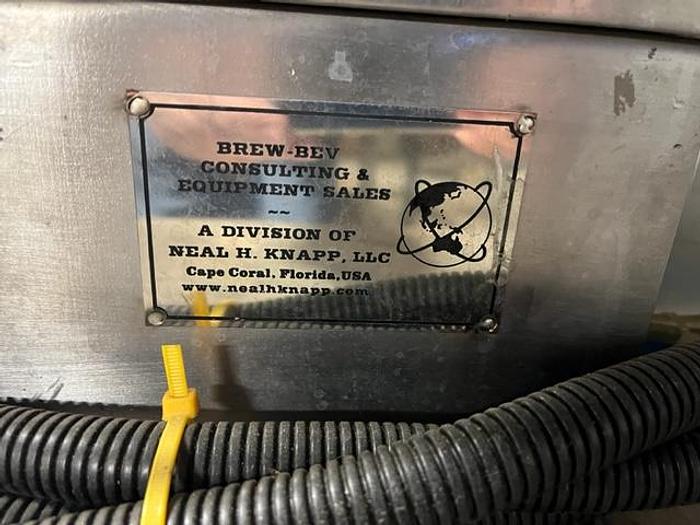 BREW-BEV
CONSULTING &
EQUIPMENT SALES
~~
A DIVISION OF
NEAL H. KNAPP, LLC
Cape Coral, Florida,USA
www.nealhknapp.com